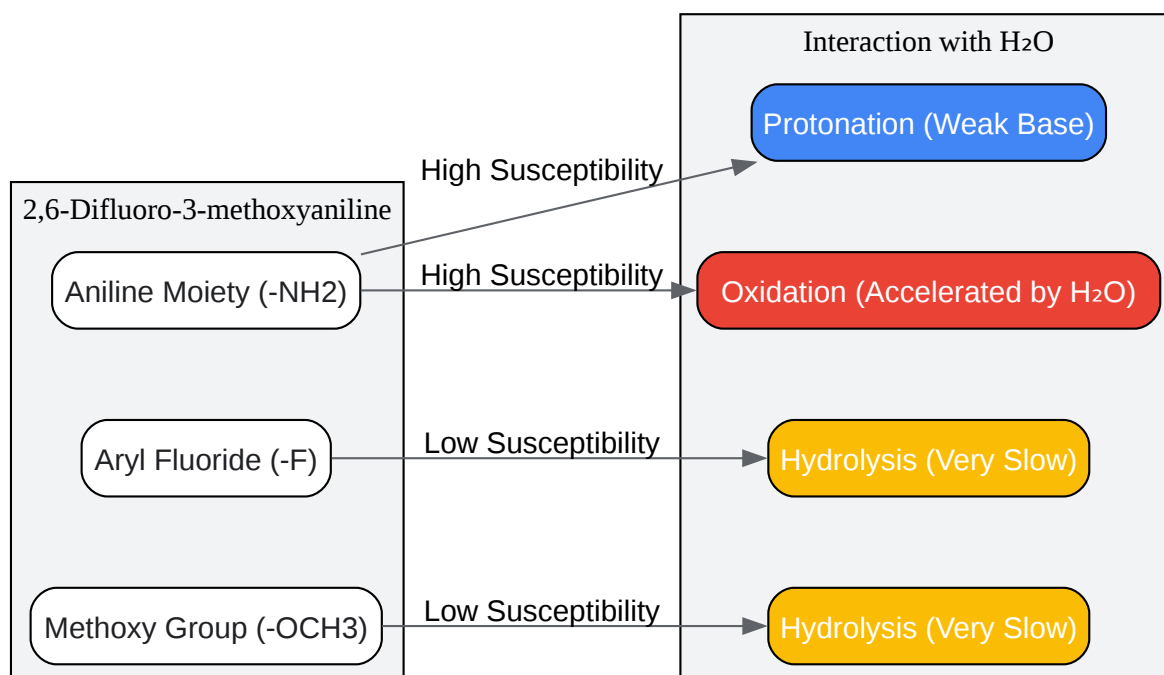 Interaction with H₂O
Protonation (Weak Base)
High Susceptibility
2,6-Difluoro-3-methoxyaniline
Aniline Moiety (-NH2)
High Susceptibility
Oxidation (Accelerated by H₂O)
Aryl Fluoride (-F)
Low Susceptibility
Hydrolysis (Very Slow)
Methoxy Group (-OCH3)
Low Susceptibility
Hydrolysis (Very Slow)